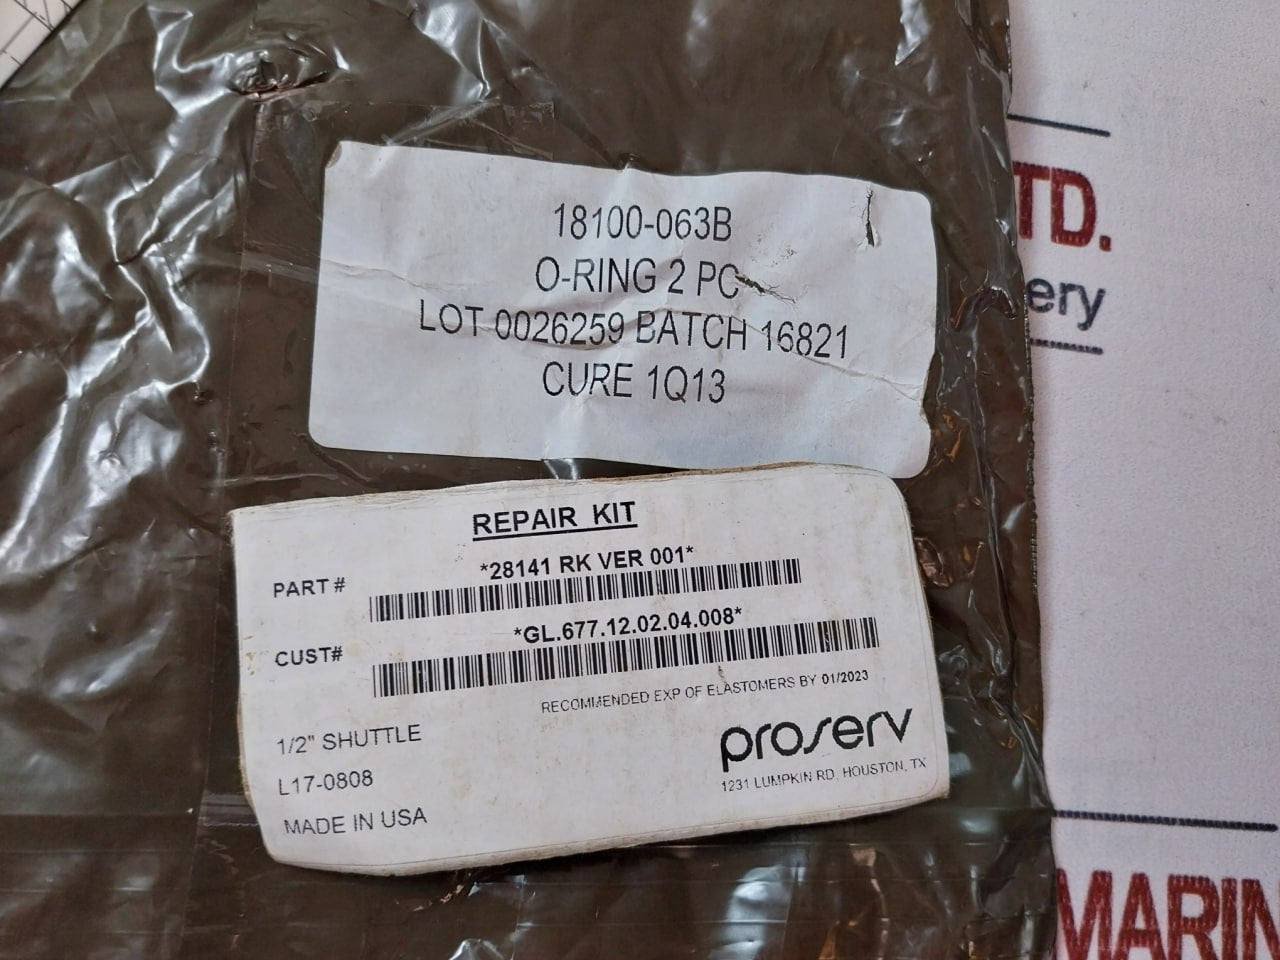 18100-063B
O-RING 2 PC
LOT 0026259 BATCH 16821
CURE 1Q13
REPAIR KIT
PART # *28141 RK VER 001*
CUST# *GL.677.12.02.04.008*
RECOMMENDED EXP OF ELASTOMERS BY 01/2023
1/2" SHUTTLE
L17-0808
MADE IN USA
proserv
1231 LUMPKIN RD, HOUSTON, TX
TD.
ery
MARIN